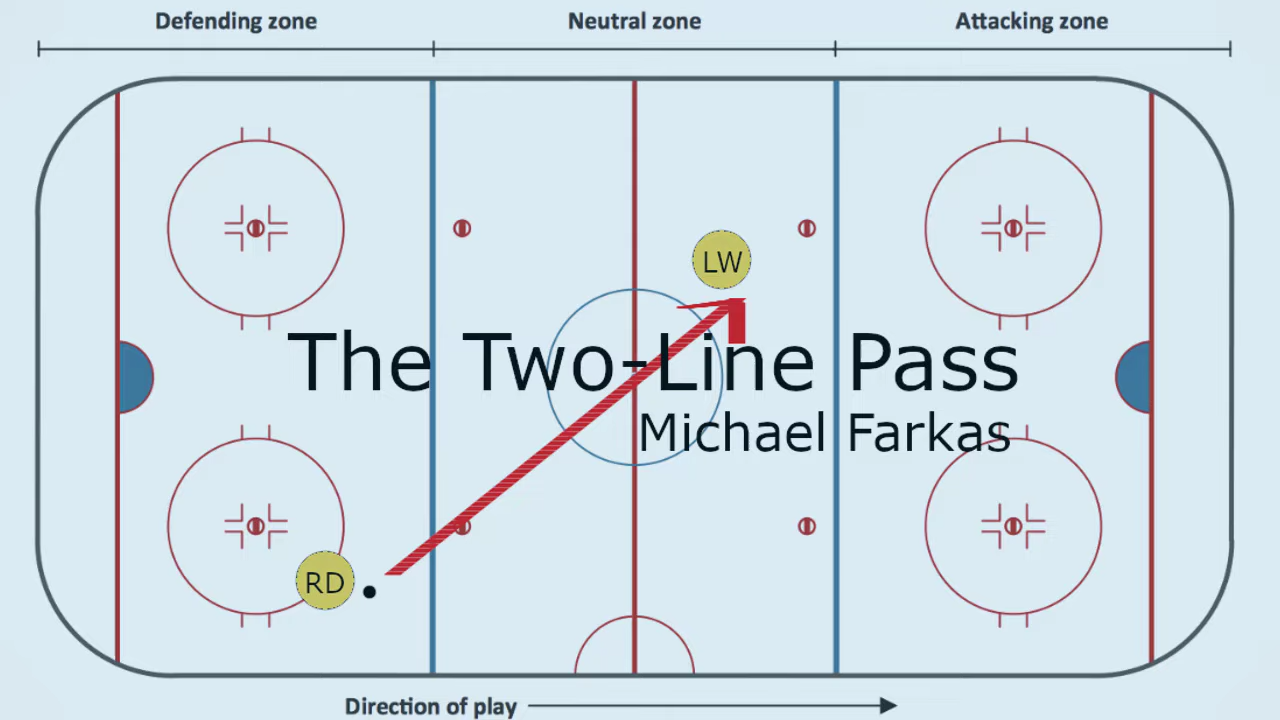 Defending zone Neutral zone Attacking zone
LW
The Two-Line Pass
Michael Farkas
RD
Direction of play